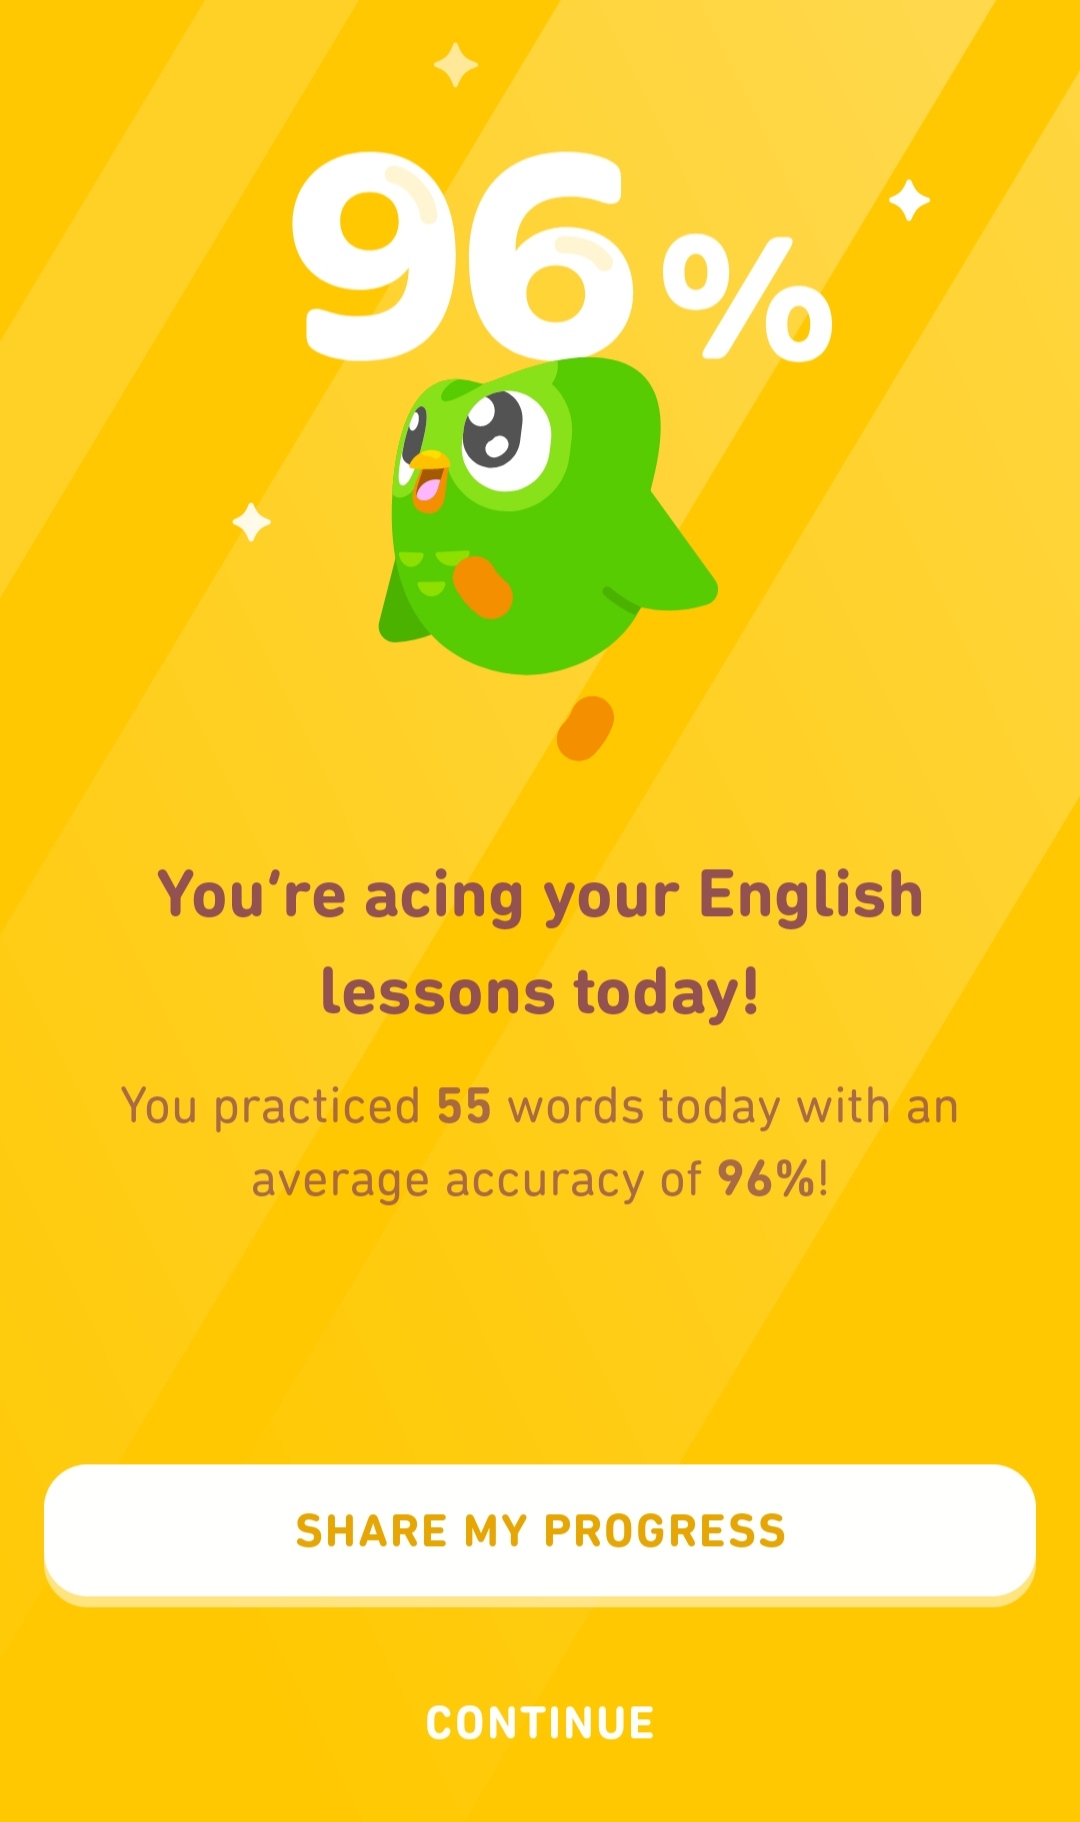 96%
You're acing your English
lessons today!
You practiced 55 words today with an
average accuracy of 96%!
SHARE MY PROGRESS
CONTINUE